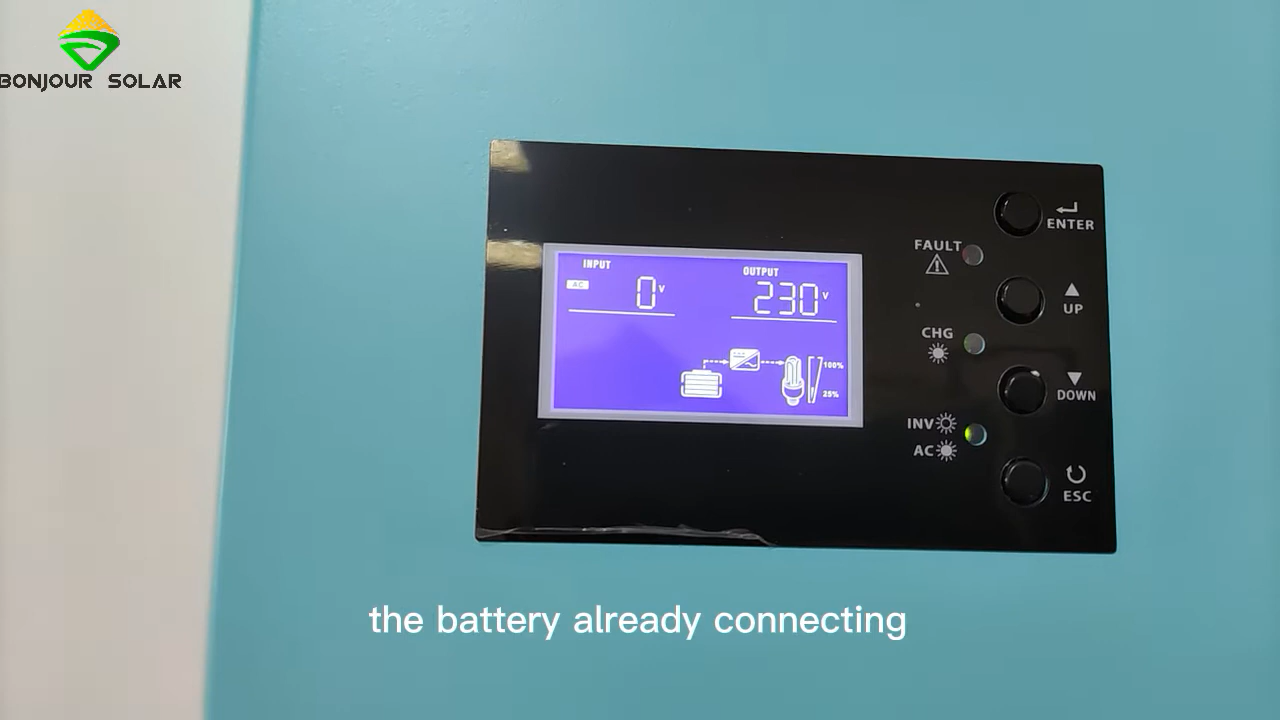 BONJOUR SOLAR
INPUT
AC
0V
OUTPUT
230V
100%
25%
ENTER
FAULT
UP
CHG
DOWN
INV
AC
ESC
the battery already connecting